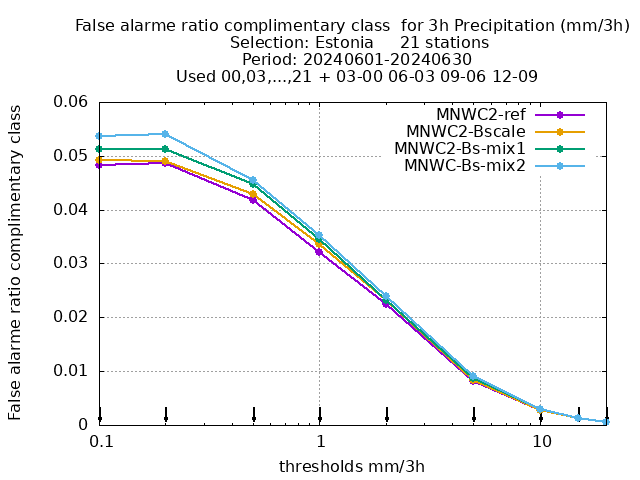 False alarme ratio complimentary class  for 3h Precipitation (mm/3h)
Selection: Estonia     21 stations
Period: 20240601-20240630
Used 00,03,...,21 + 03-00 06-03 09-06 12-09
False alarme ratio complimentary class
0.06
0.05
0.04
0.03
0.02
0.01
0
MNWC2-ref
MNWC2-Bscale
MNWC2-Bs-mix1
MNWC-Bs-mix2
0.1 1 10
thresholds mm/3h